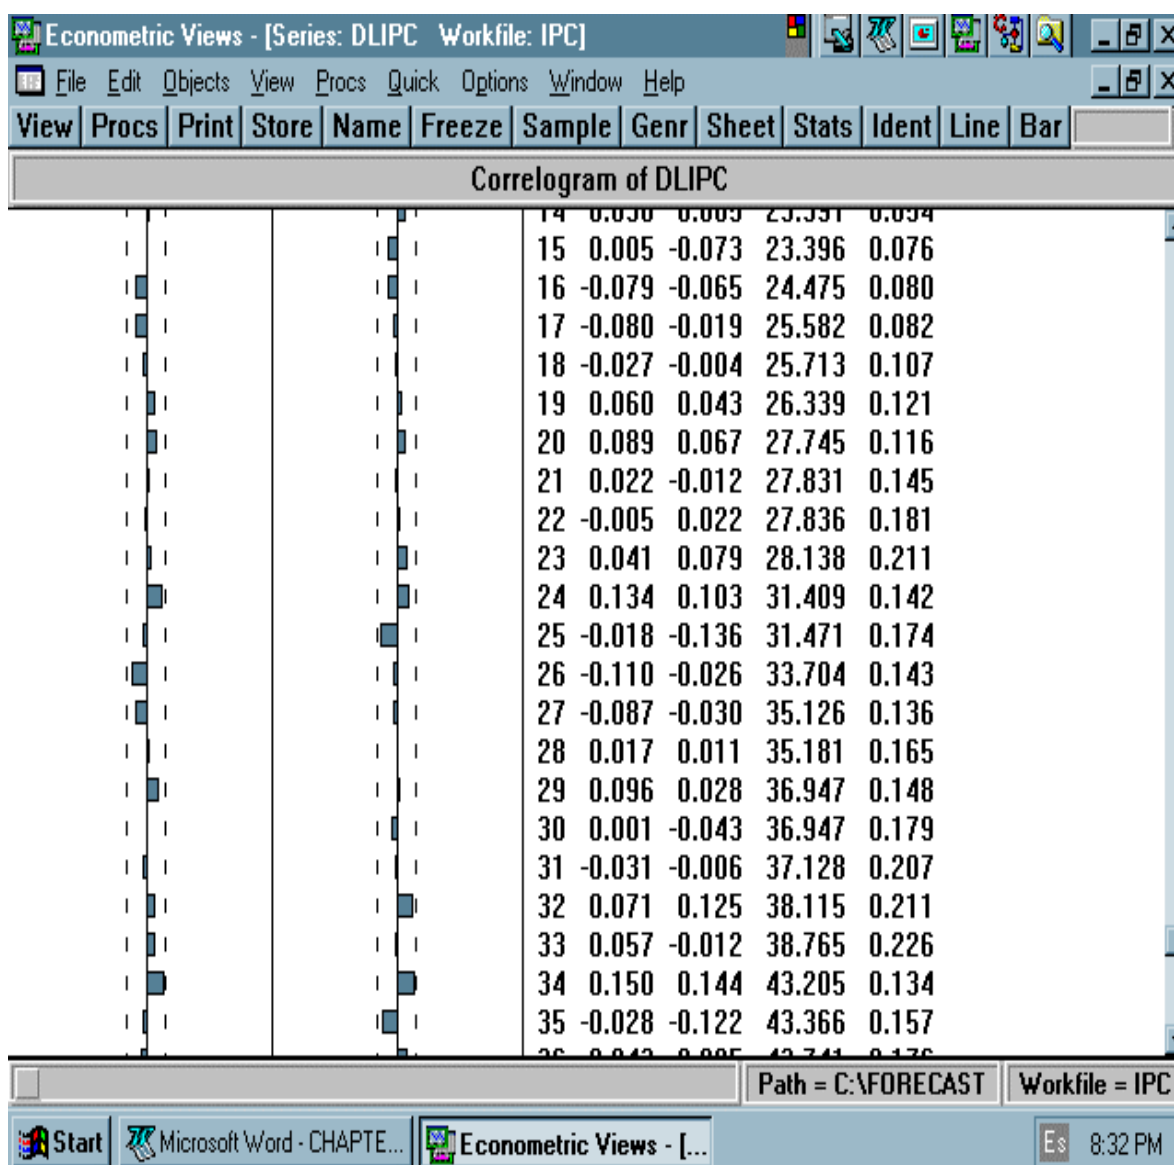 Econometric Views - [Series: DLIPC Workfile: IPC]
File Edit Objects View Procs Quick Options Window Help
View Procs Print Store Name Freeze Sample Genr Sheet Stats Ident Line Bar
Correlogram of DLIPC
15 0.005 -0.073 23.396 0.076
16 -0.079 -0.065 24.475 0.080
17 -0.080 -0.019 25.582 0.082
18 -0.027 -0.004 25.713 0.107
19 0.060 0.043 26.339 0.121
20 0.089 0.067 27.745 0.116
21 0.022 -0.012 27.831 0.145
22 -0.005 0.022 27.836 0.181
23 0.041 0.079 28.138 0.211
24 0.134 0.103 31.409 0.142
25 -0.018 -0.136 31.471 0.174
26 -0.110 -0.026 33.704 0.143
27 -0.087 -0.030 35.126 0.136
28 0.017 0.011 35.181 0.165
29 0.096 0.028 36.947 0.148
30 0.001 -0.043 36.947 0.179
31 -0.031 -0.006 37.128 0.207
32 0.071 0.125 38.115 0.211
33 0.057 -0.012 38.765 0.226
34 0.150 0.144 43.205 0.134
35 -0.028 -0.122 43.366 0.157
Path = C:\FORECAST Workfile = IPC
Start Microsoft Word - CHAPTE... Econometric Views - [... Es 8:32 PM